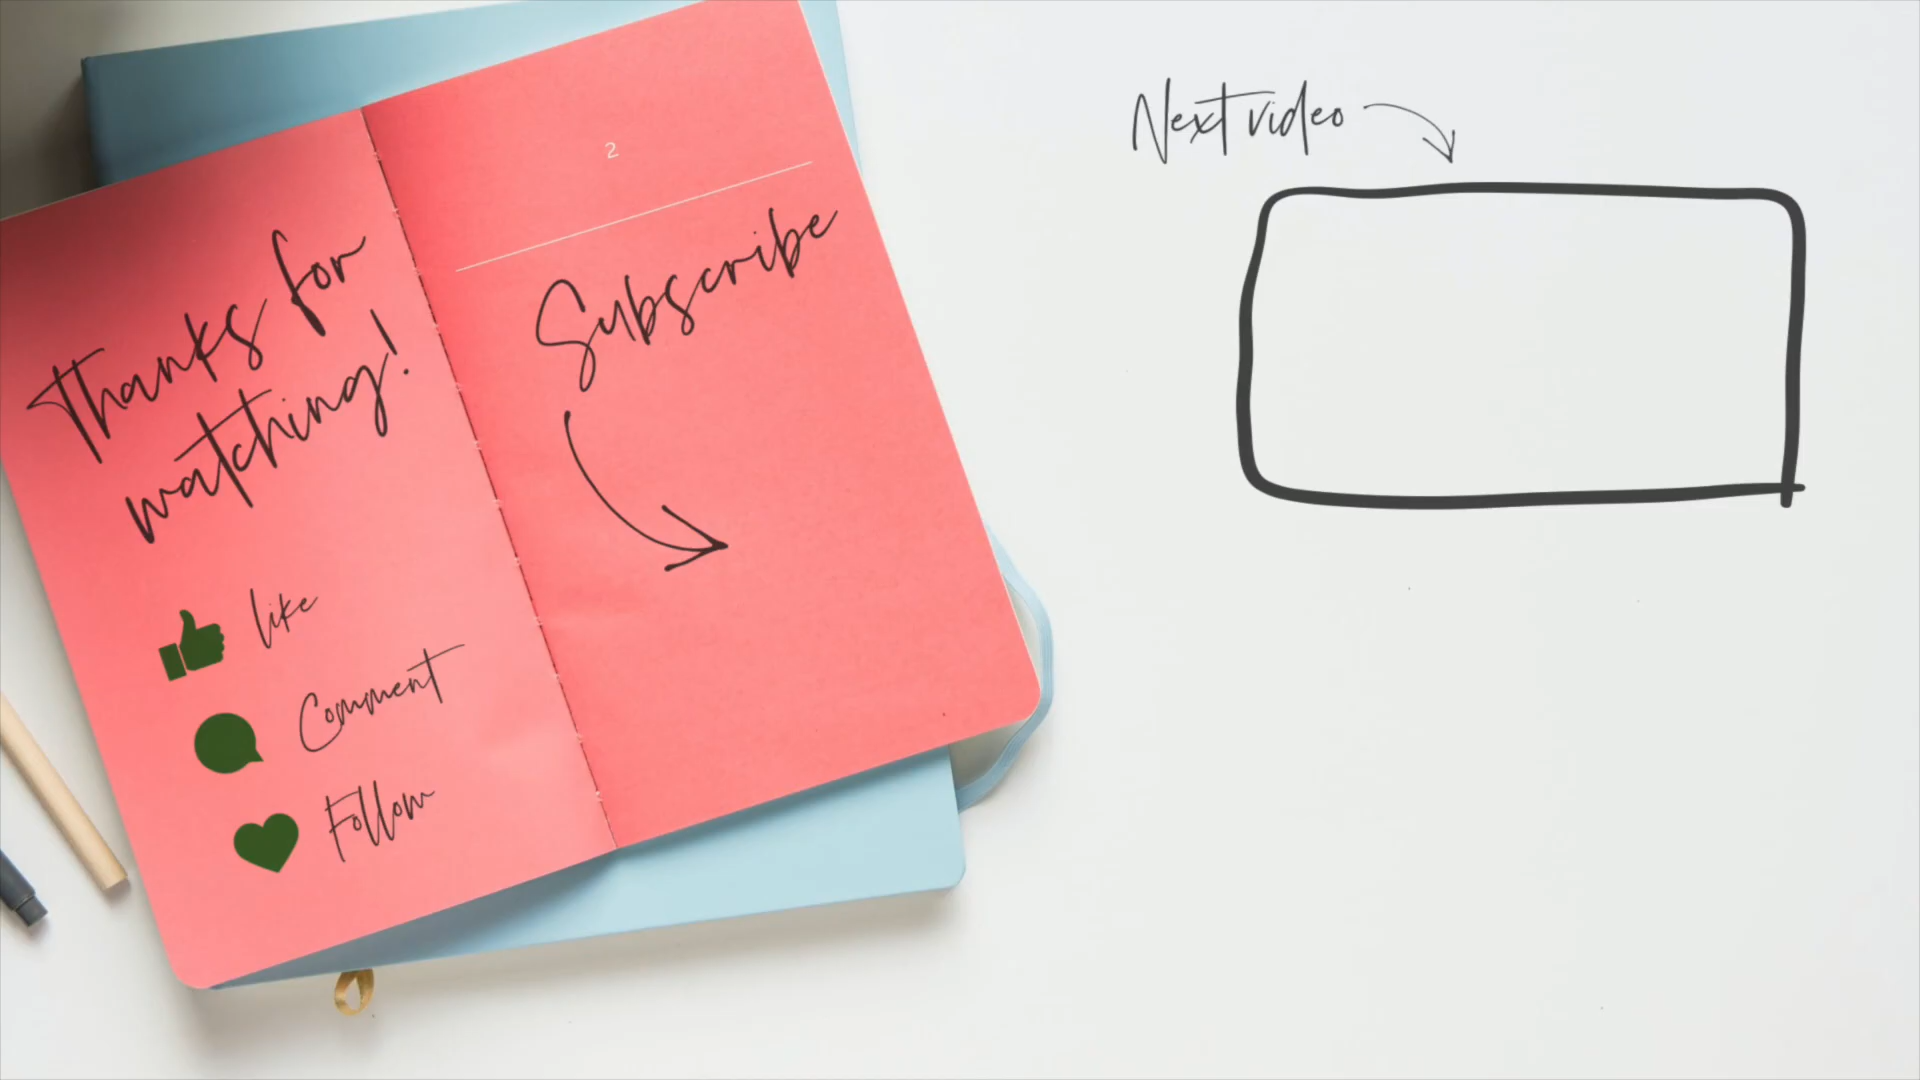 Thanks for
watching!
like
Comment
Follow
2
Subscribe
Next video